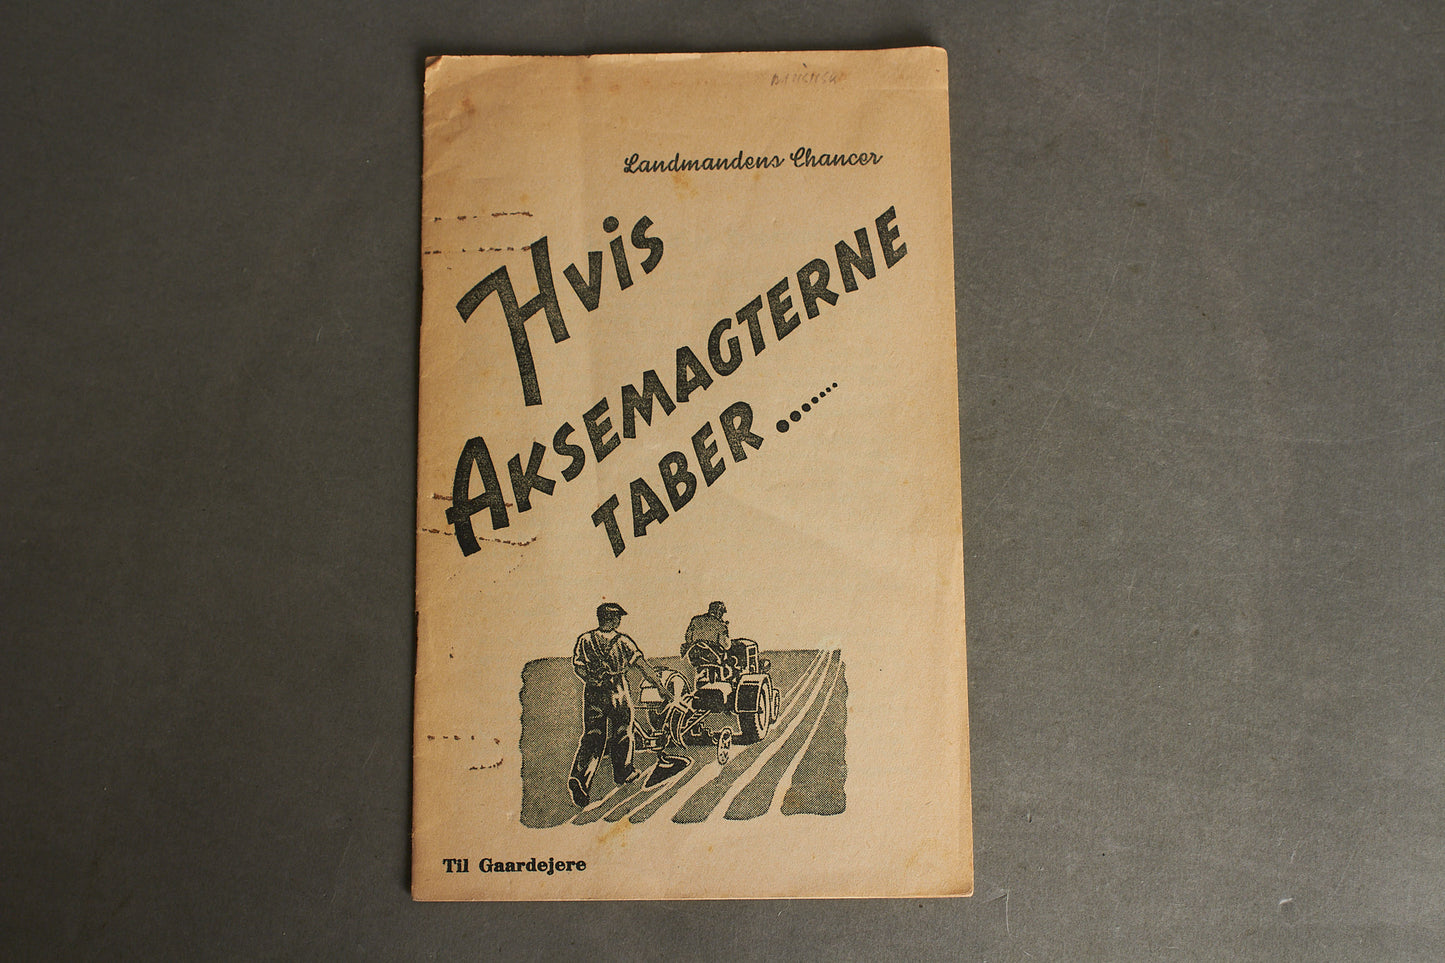 Landmandens Chancer
Hvis
AKSEMAGTERNE
TABER .......
Til Gaardejere